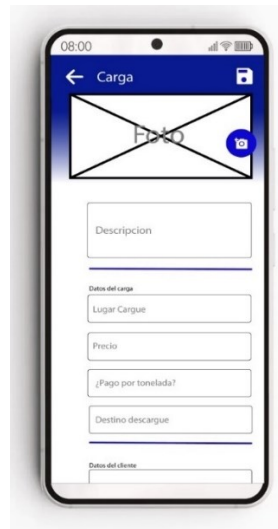 08:00
Carga
Foto
Descripcion
Datos del carga
Lugar Cargue
Precio
¿Pago por tonelada?
Destino descargue
Datos del cliente